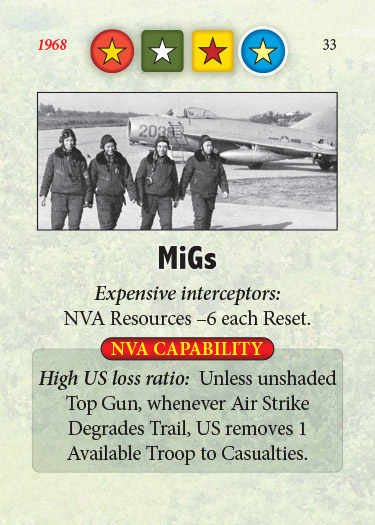 1968
33
2038
MiGs
Expensive interceptors:
NVA Resources –6 each Reset.
NVA CAPABILITY
High US loss ratio: Unless unshaded
Top Gun, whenever Air Strike
Degrades Trail, US removes 1
Available Troop to Casualties.